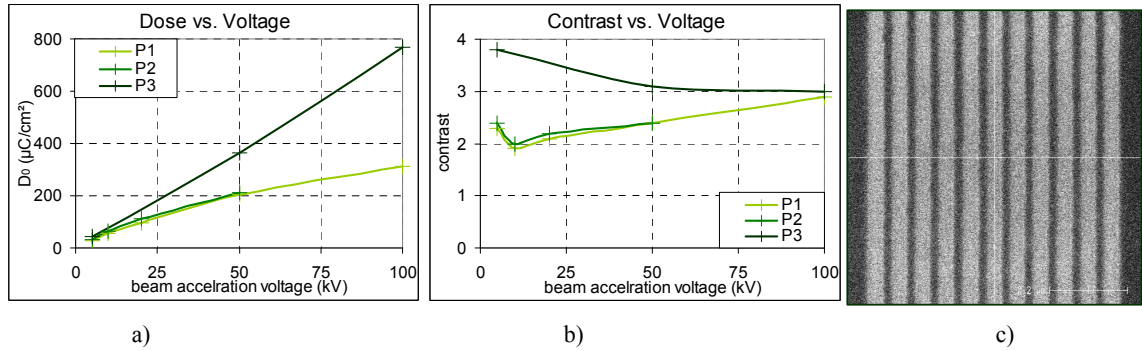 Dose vs. Voltage
800
600
400
200
0
D₀ (µC/cm²)
P1
P2
P3
0 25 50 75 100
beam accelration voltage (kV)
a)
Contrast vs. Voltage
4
3
2
1
0
contrast
P1
P2
P3
0 25 50 75 100
beam accelration voltage (kV)
b)
c)